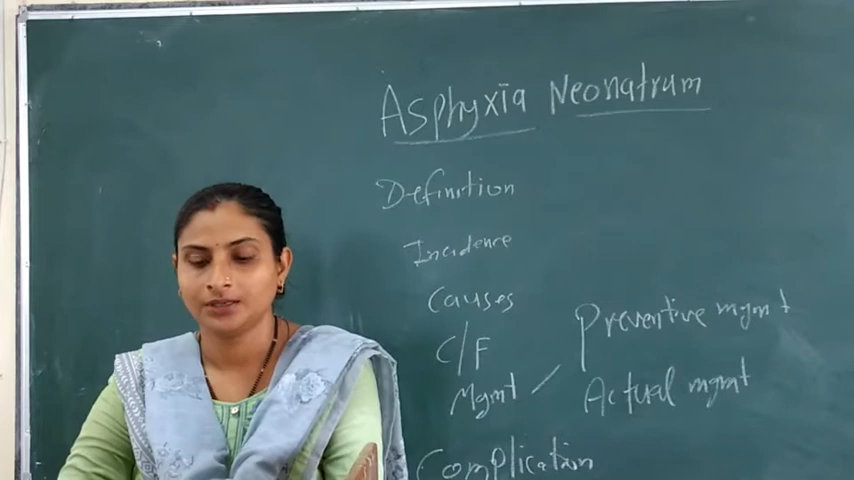 Asphyxia Neonatrum
Definition
Incidence
Causes
C/F
Preventive mgmt
Mgmt / Actual mgmt
Complication